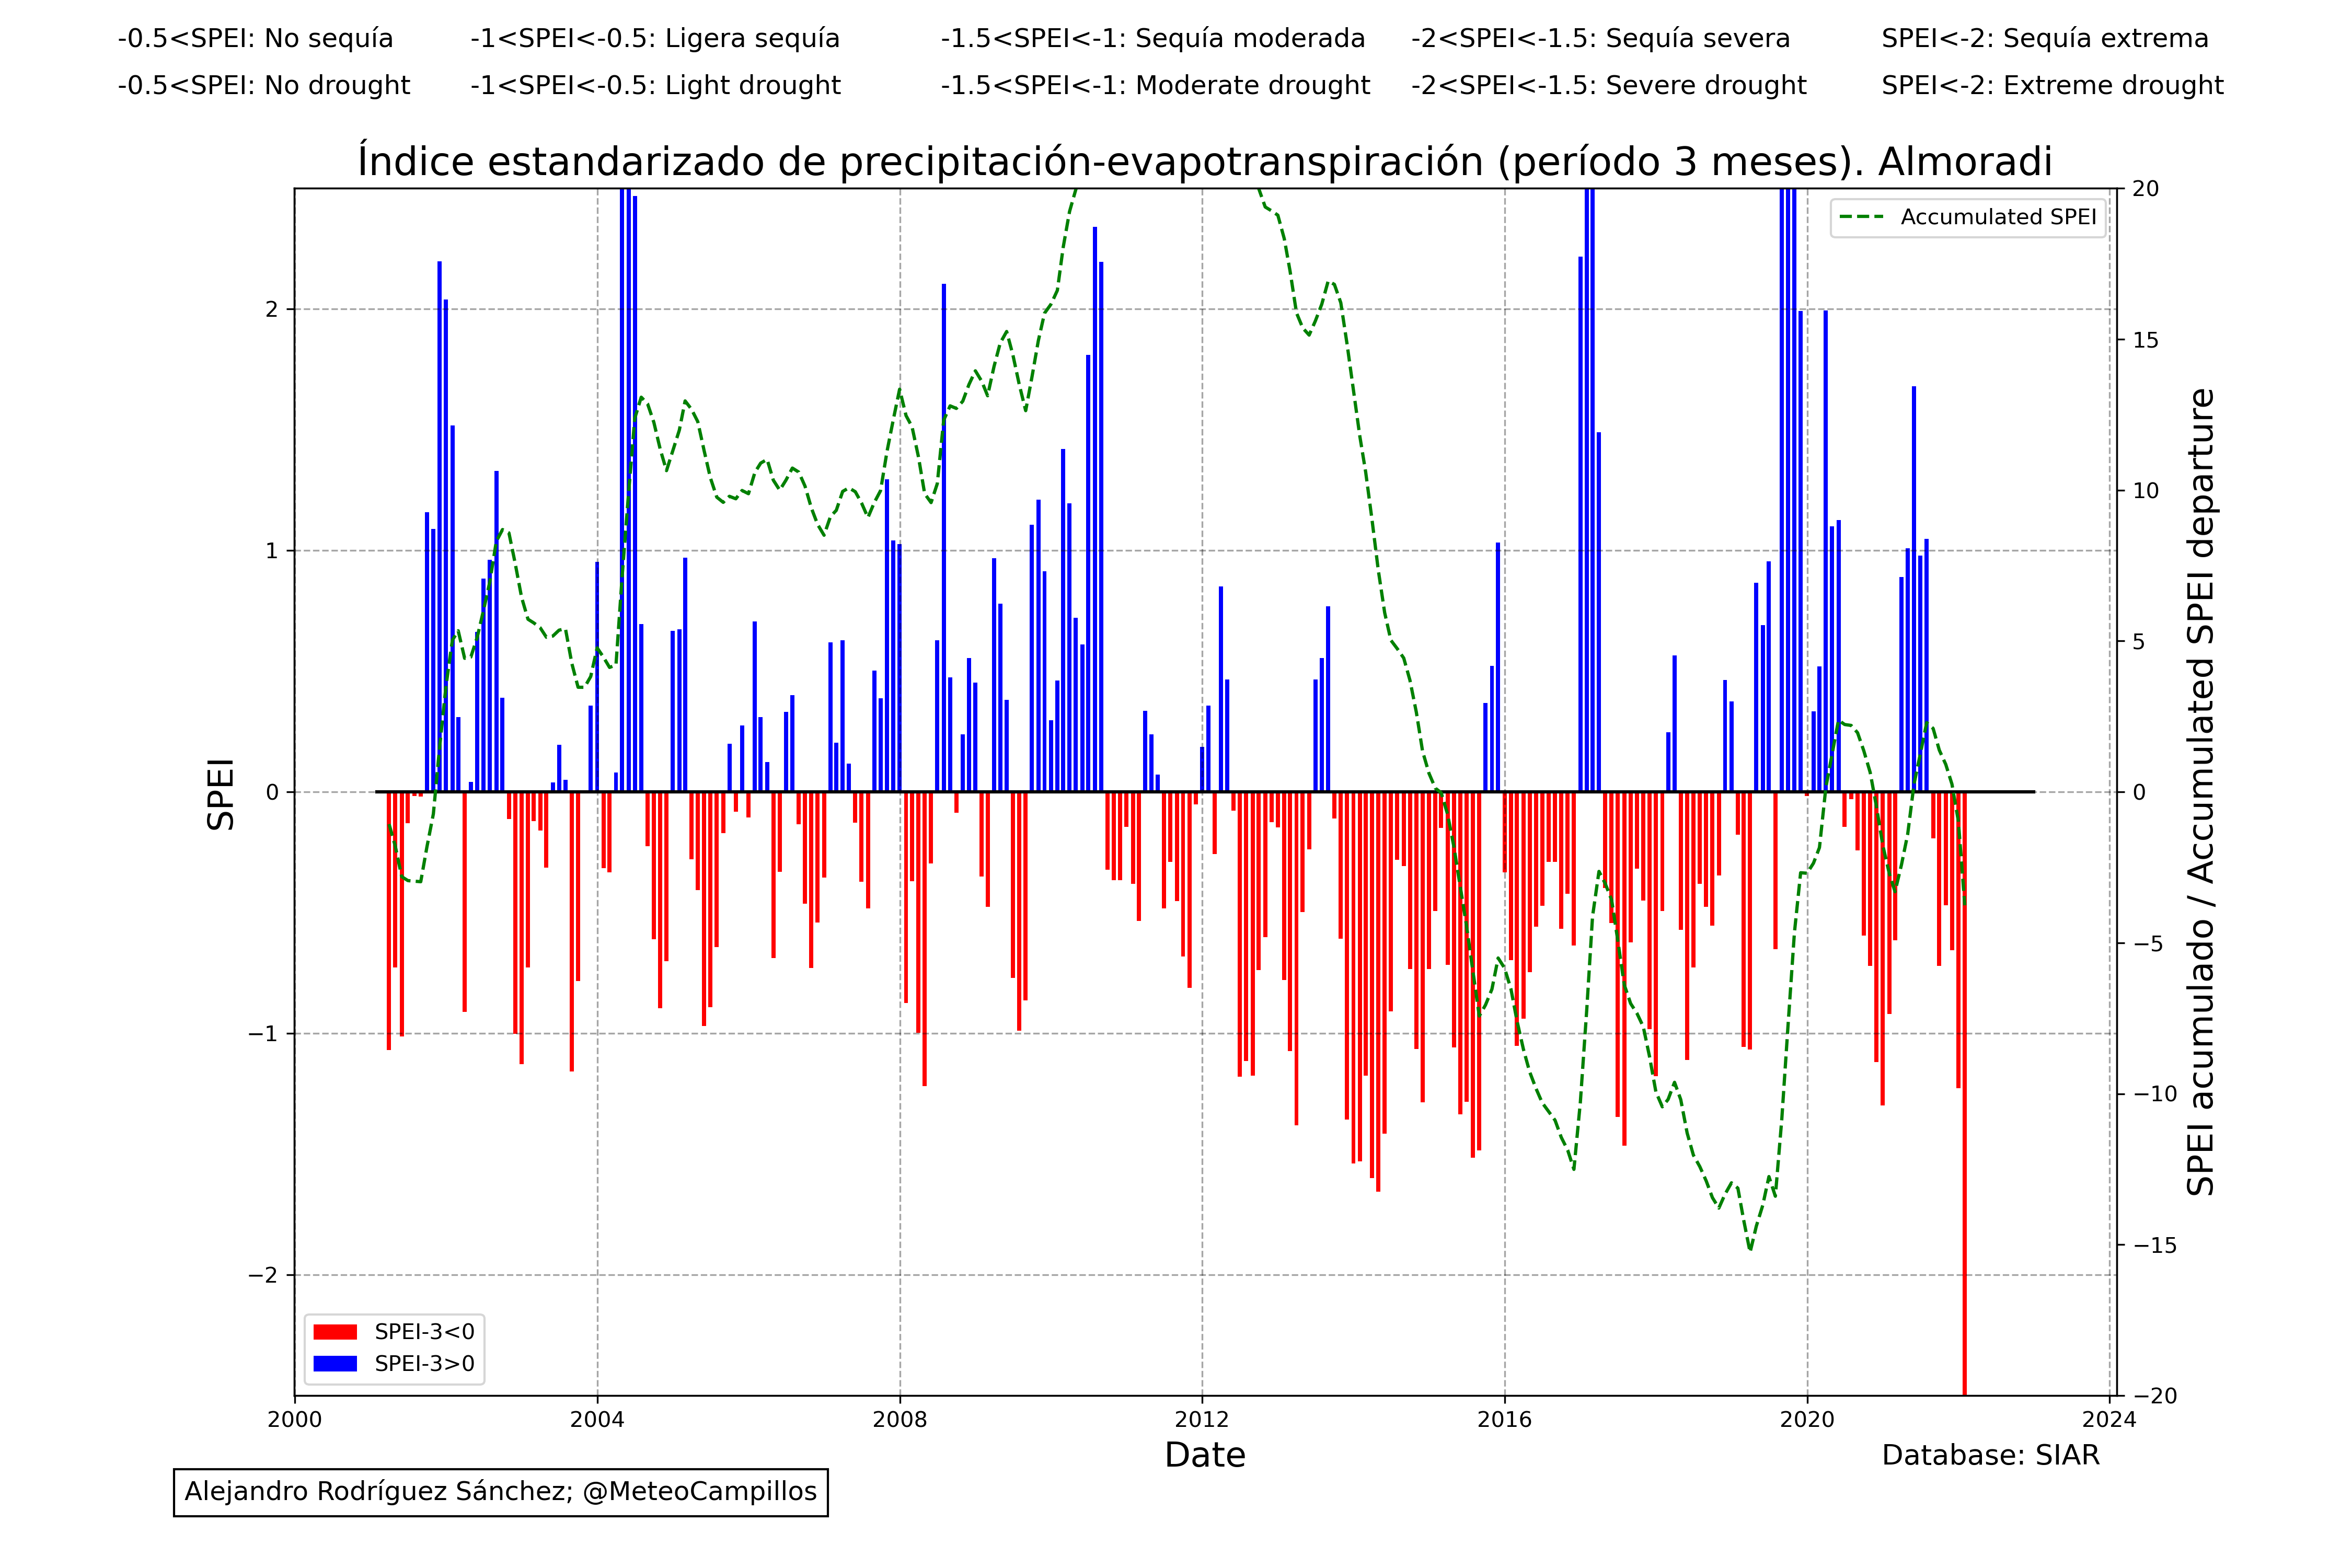 -0.5<SPEI: No sequía -1<SPEI<-0.5: Ligera sequía -1.5<SPEI<-1: Sequía moderada -2<SPEI<-1.5: Sequía severa SPEI<-2: Sequía extrema
-0.5<SPEI: No drought -1<SPEI<-0.5: Light drought -1.5<SPEI<-1: Moderate drought -2<SPEI<-1.5: Severe drought SPEI<-2: Extreme drought
Índice estandarizado de precipitación-evapotranspiración (período 3 meses). Almoradi
Accumulated SPEI
2
1
0
−1
−2
SPEI
20
15
10
5
0
−5
−10
−15
−20
SPEI acumulado / Accumulated SPEI departure
SPEI-3<0
SPEI-3>0
2000 2004 2008 2012 2016 2020 2024
Date
Database: SIAR
Alejandro Rodríguez Sánchez; @MeteoCampillos